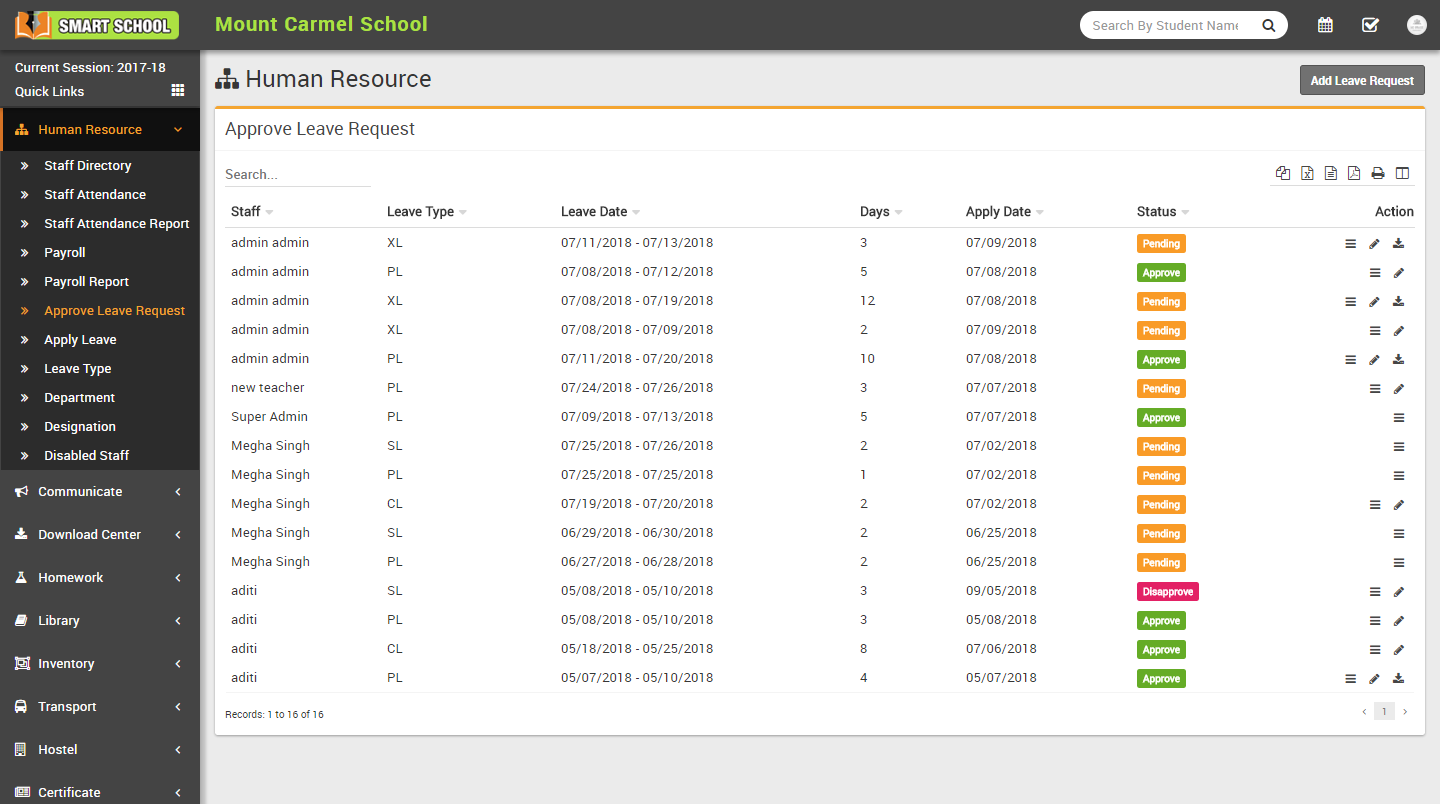 SMART SCHOOL
Mount Carmel School
Search By Student Name
Current Session: 2017-18
Quick Links
Human Resource
Staff Directory
Staff Attendance
Staff Attendance Report
Payroll
Payroll Report
Approve Leave Request
Apply Leave
Leave Type
Department
Designation
Disabled Staff
Communicate
Download Center
Homework
Library
Inventory
Transport
Hostel
Certificate
Human Resource
Add Leave Request
Approve Leave Request
Search...
Staff Leave Type Leave Date Days Apply Date Status Action
admin admin XL 07/11/2018 - 07/13/2018 3 07/09/2018 Pending
admin admin PL 07/08/2018 - 07/12/2018 5 07/08/2018 Approve
admin admin XL 07/08/2018 - 07/19/2018 12 07/08/2018 Pending
admin admin XL 07/08/2018 - 07/09/2018 2 07/09/2018 Pending
admin admin PL 07/11/2018 - 07/20/2018 10 07/08/2018 Approve
new teacher PL 07/24/2018 - 07/26/2018 3 07/07/2018 Pending
Super Admin PL 07/09/2018 - 07/13/2018 5 07/07/2018 Approve
Megha Singh SL 07/25/2018 - 07/26/2018 2 07/02/2018 Pending
Megha Singh PL 07/25/2018 - 07/25/2018 1 07/02/2018 Pending
Megha Singh CL 07/19/2018 - 07/20/2018 2 07/02/2018 Pending
Megha Singh SL 06/29/2018 - 06/30/2018 2 06/25/2018 Pending
Megha Singh PL 06/27/2018 - 06/28/2018 2 06/25/2018 Pending
aditi SL 05/08/2018 - 05/10/2018 3 09/05/2018 Disapprove
aditi PL 05/08/2018 - 05/10/2018 3 05/08/2018 Approve
aditi CL 05/18/2018 - 05/25/2018 8 07/06/2018 Approve
aditi PL 05/07/2018 - 05/10/2018 4 05/07/2018 Approve
Records: 1 to 16 of 16
1